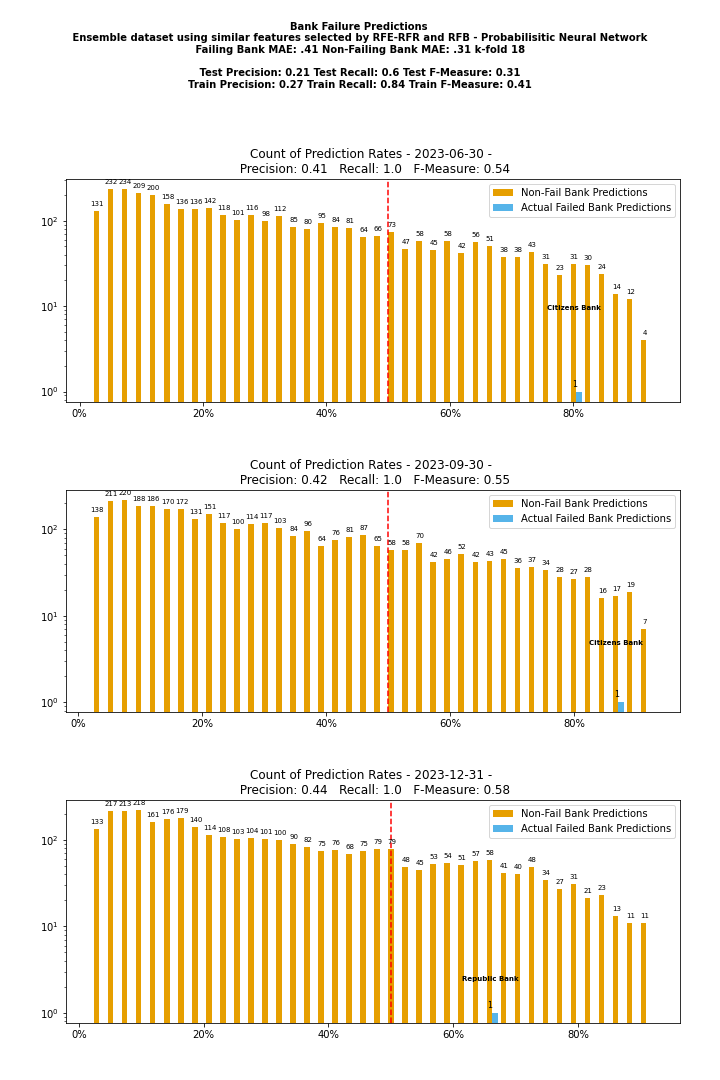 Bank Failure Predictions
Ensemble dataset using similar features selected by RFE-RFR and RFB - Probabilisitic Neural Network
Failing Bank MAE: .41 Non-Failing Bank MAE: .31 k-fold 18
Test Precision: 0.21 Test Recall: 0.6 Test F-Measure: 0.31
Train Precision: 0.27 Train Recall: 0.84 Train F-Measure: 0.41
Count of Prediction Rates - 2023-06-30 -
Precision: 0.41 Recall: 1.0 F-Measure: 0.54
Non-Fail Bank Predictions
Actual Failed Bank Predictions
131 232 234 209 200 158 136 136 142 118 101 116 98 112 85 80 95 84 81 64 66 73 47 58 45 58 42 56 51 38 38 43 31 23 31 30 24 14 12 4
10²
10¹
10⁰
Citizens Bank
1
0% 20% 40% 60% 80%
Count of Prediction Rates - 2023-09-30 -
Precision: 0.42 Recall: 1.0 F-Measure: 0.55
Non-Fail Bank Predictions
Actual Failed Bank Predictions
138 211 220 188 186 170 172 131 151 117 100 114 117 103 84 96 64 76 81 87 65 58 58 70 42 46 52 42 43 45 36 37 34 28 27 28 16 17 19 7
10²
10¹
10⁰
Citizens Bank
1
0% 20% 40% 60% 80%
Count of Prediction Rates - 2023-12-31 -
Precision: 0.44 Recall: 1.0 F-Measure: 0.58
Non-Fail Bank Predictions
Actual Failed Bank Predictions
133 217 213 218 161 176 179 140 114 108 103 104 101 100 90 82 75 76 68 75 79 79 48 45 53 54 51 57 58 41 40 48 34 27 31 21 23 13 11 11
10²
10¹
10⁰
Republic Bank
1
0% 20% 40% 60% 80%